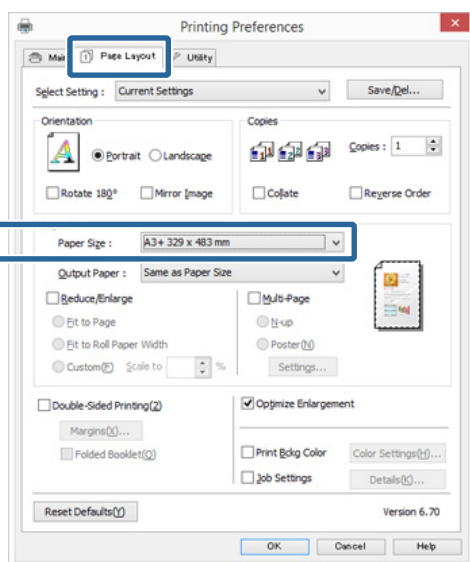 Printing Preferences
Main Page Layout Utility
Select Setting : Current Settings Save/Del...
Orientation Copies
Portrait Landscape Copies : 1
Rotate 180° Mirror Image Collate Reverse Order
Paper Size : A3+ 329 x 483 mm
Output Paper : Same as Paper Size
Reduce/Enlarge Multi-Page
Fit to Page N-up
Fit to Roll Paper Width Poster(N)
Custom(F) Scale to % Settings...
Double-Sided Printing(2) Optimize Enlargement
Margins(X)...
Folded Booklet(O) Print Bckg Color Color Settings(H)...
Job Settings Details(K)...
Reset Defaults(Y) Version 6.70
OK Cancel Help